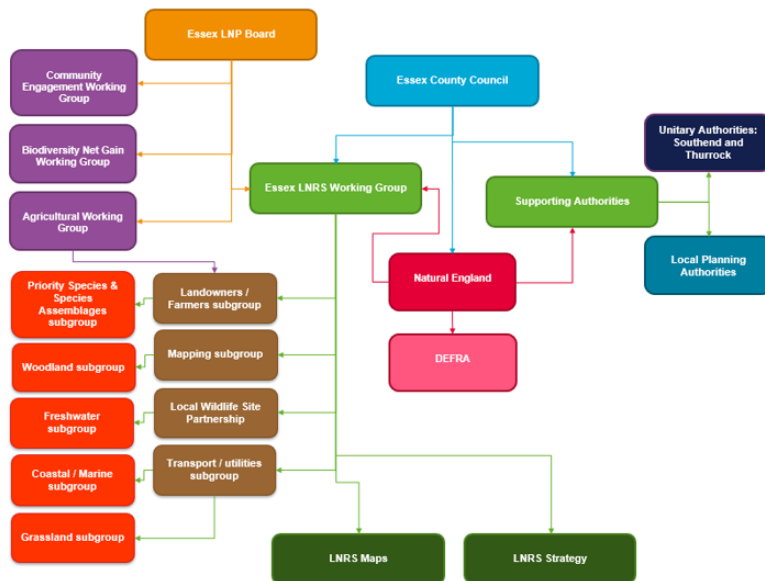 Essex LNP Board
Community
Engagement Working
Group
Essex County Council
Unitary Authorities:
Southend and
Thurrock
Biodiversity Net Gain
Working Group
Essex LNRS Working Group
Supporting Authorities
Agricultural Working
Group
Local Planning
Authorities
Natural England
Priority Species &
Species
Assemblages
subgroup
Landowners /
Farmers subgroup
DEFRA
Mapping subgroup
Woodland subgroup
Local Wildlife Site
Partnership
Freshwater
subgroup
Transport / utilities
subgroup
Coastal / Marine
subgroup
Grassland subgroup
LNRS Maps
LNRS Strategy